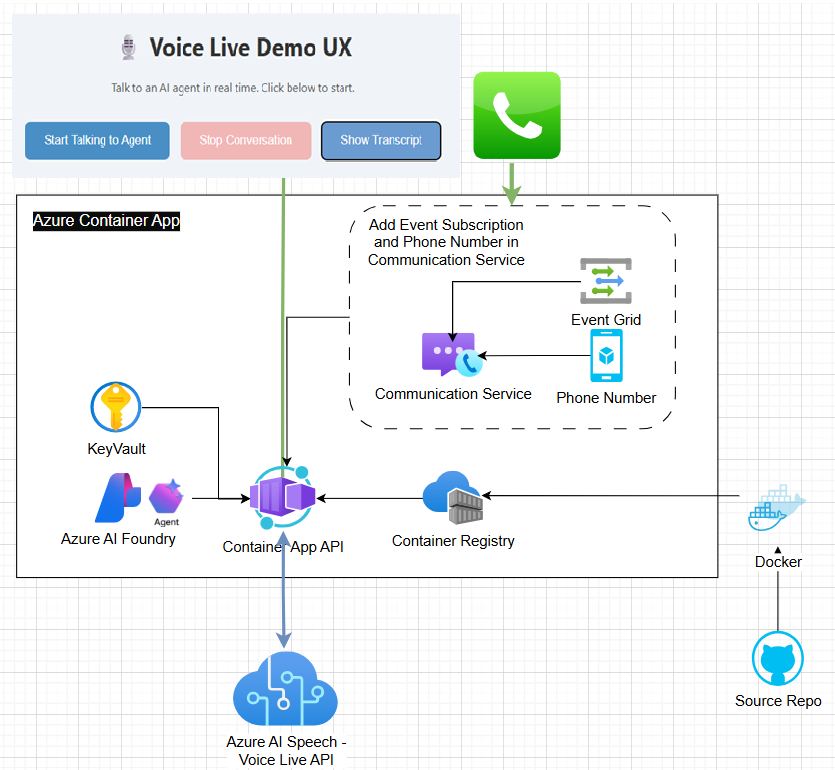 Voice Live Demo UX
Talk to an AI agent in real time. Click below to start.
Start Talking to Agent
Stop Conversation
Show Transcript
Azure Container App
Add Event Subscription
and Phone Number in
Communication Service
Event Grid
Communication Service
Phone Number
KeyVault
Agent
Azure AI Foundry
Container App API
Container Registry
Docker
Source Repo
Azure AI Speech -
Voice Live API